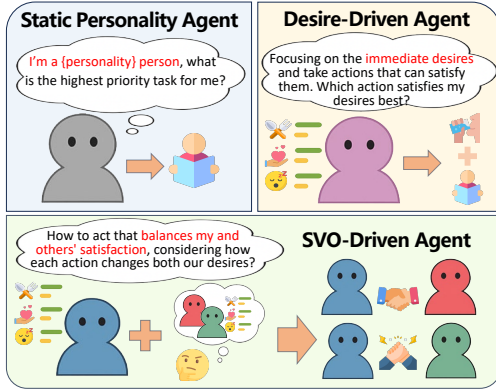 Static Personality Agent
I'm a {personality} person, what
is the highest priority task for me?
Desire-Driven Agent
Focusing on the immediate desires
and take actions that can satisfy
them. Which action satisfies my
desires best?
How to act that balances my and
others' satisfaction, considering how
each action changes both our desires?
SVO-Driven Agent